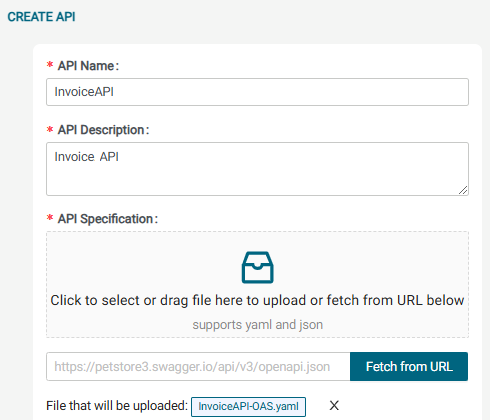 CREATE API
* API Name:
InvoiceAPI
* API Description:
Invoice API
* API Specification:
Click to select or drag file here to upload or fetch from URL below
supports yaml and json
https://petstore3.swagger.io/api/v3/openapi.json Fetch from URL
File that will be uploaded: InvoiceAPI-OAS.yaml X